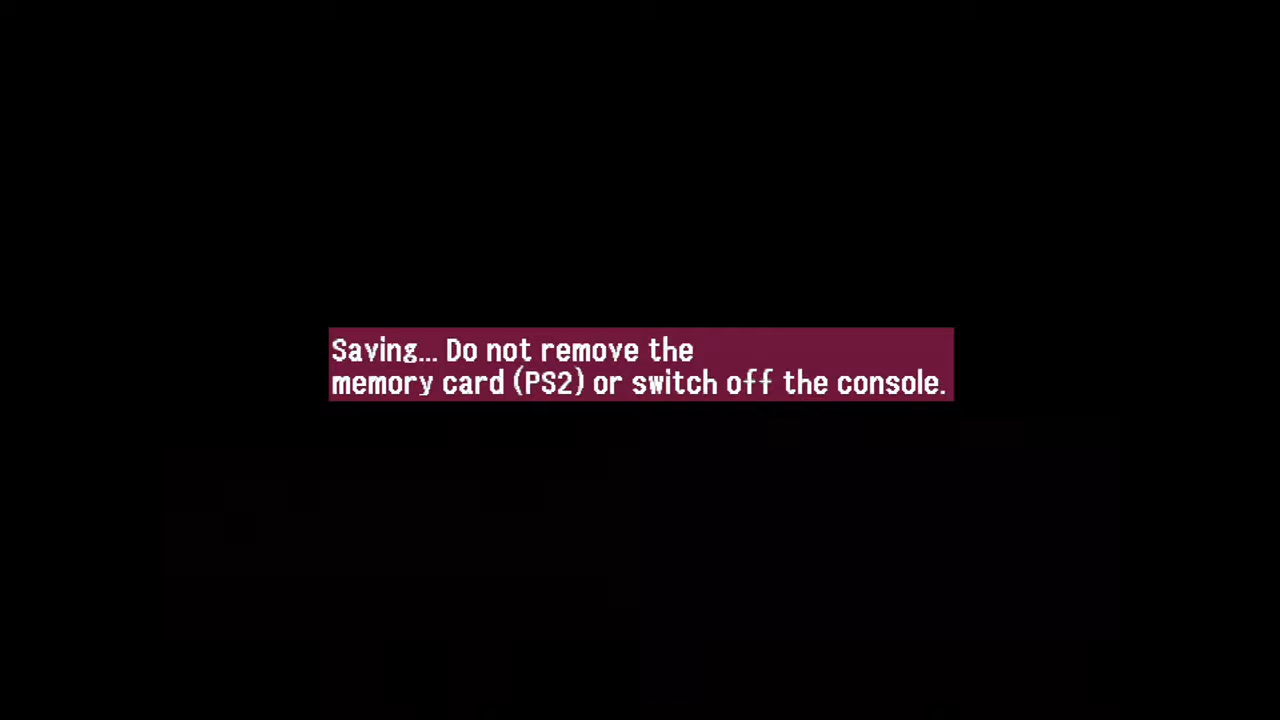 Saving... Do not remove the
memory card (PS2) or switch off the console.